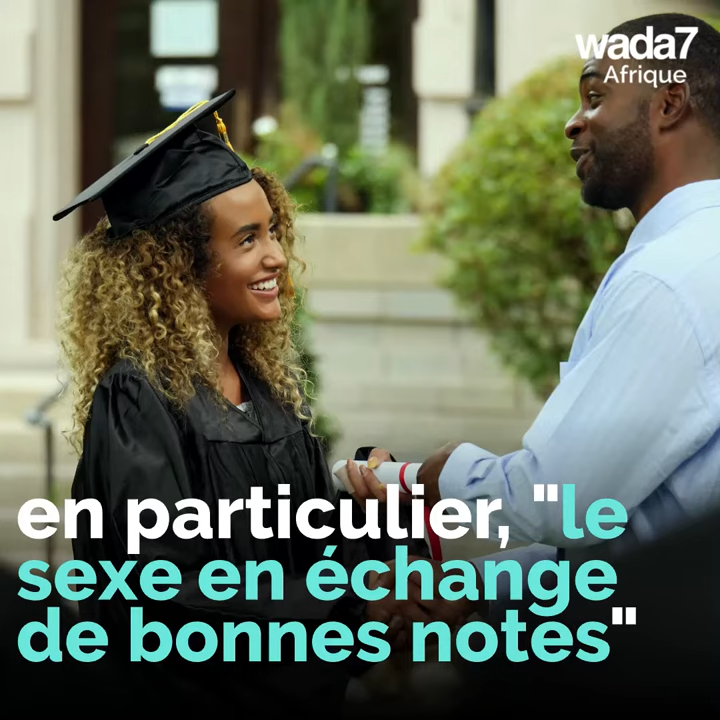 wada7
Afrique
en particulier, "le
sexe en échange
de bonnes notes"